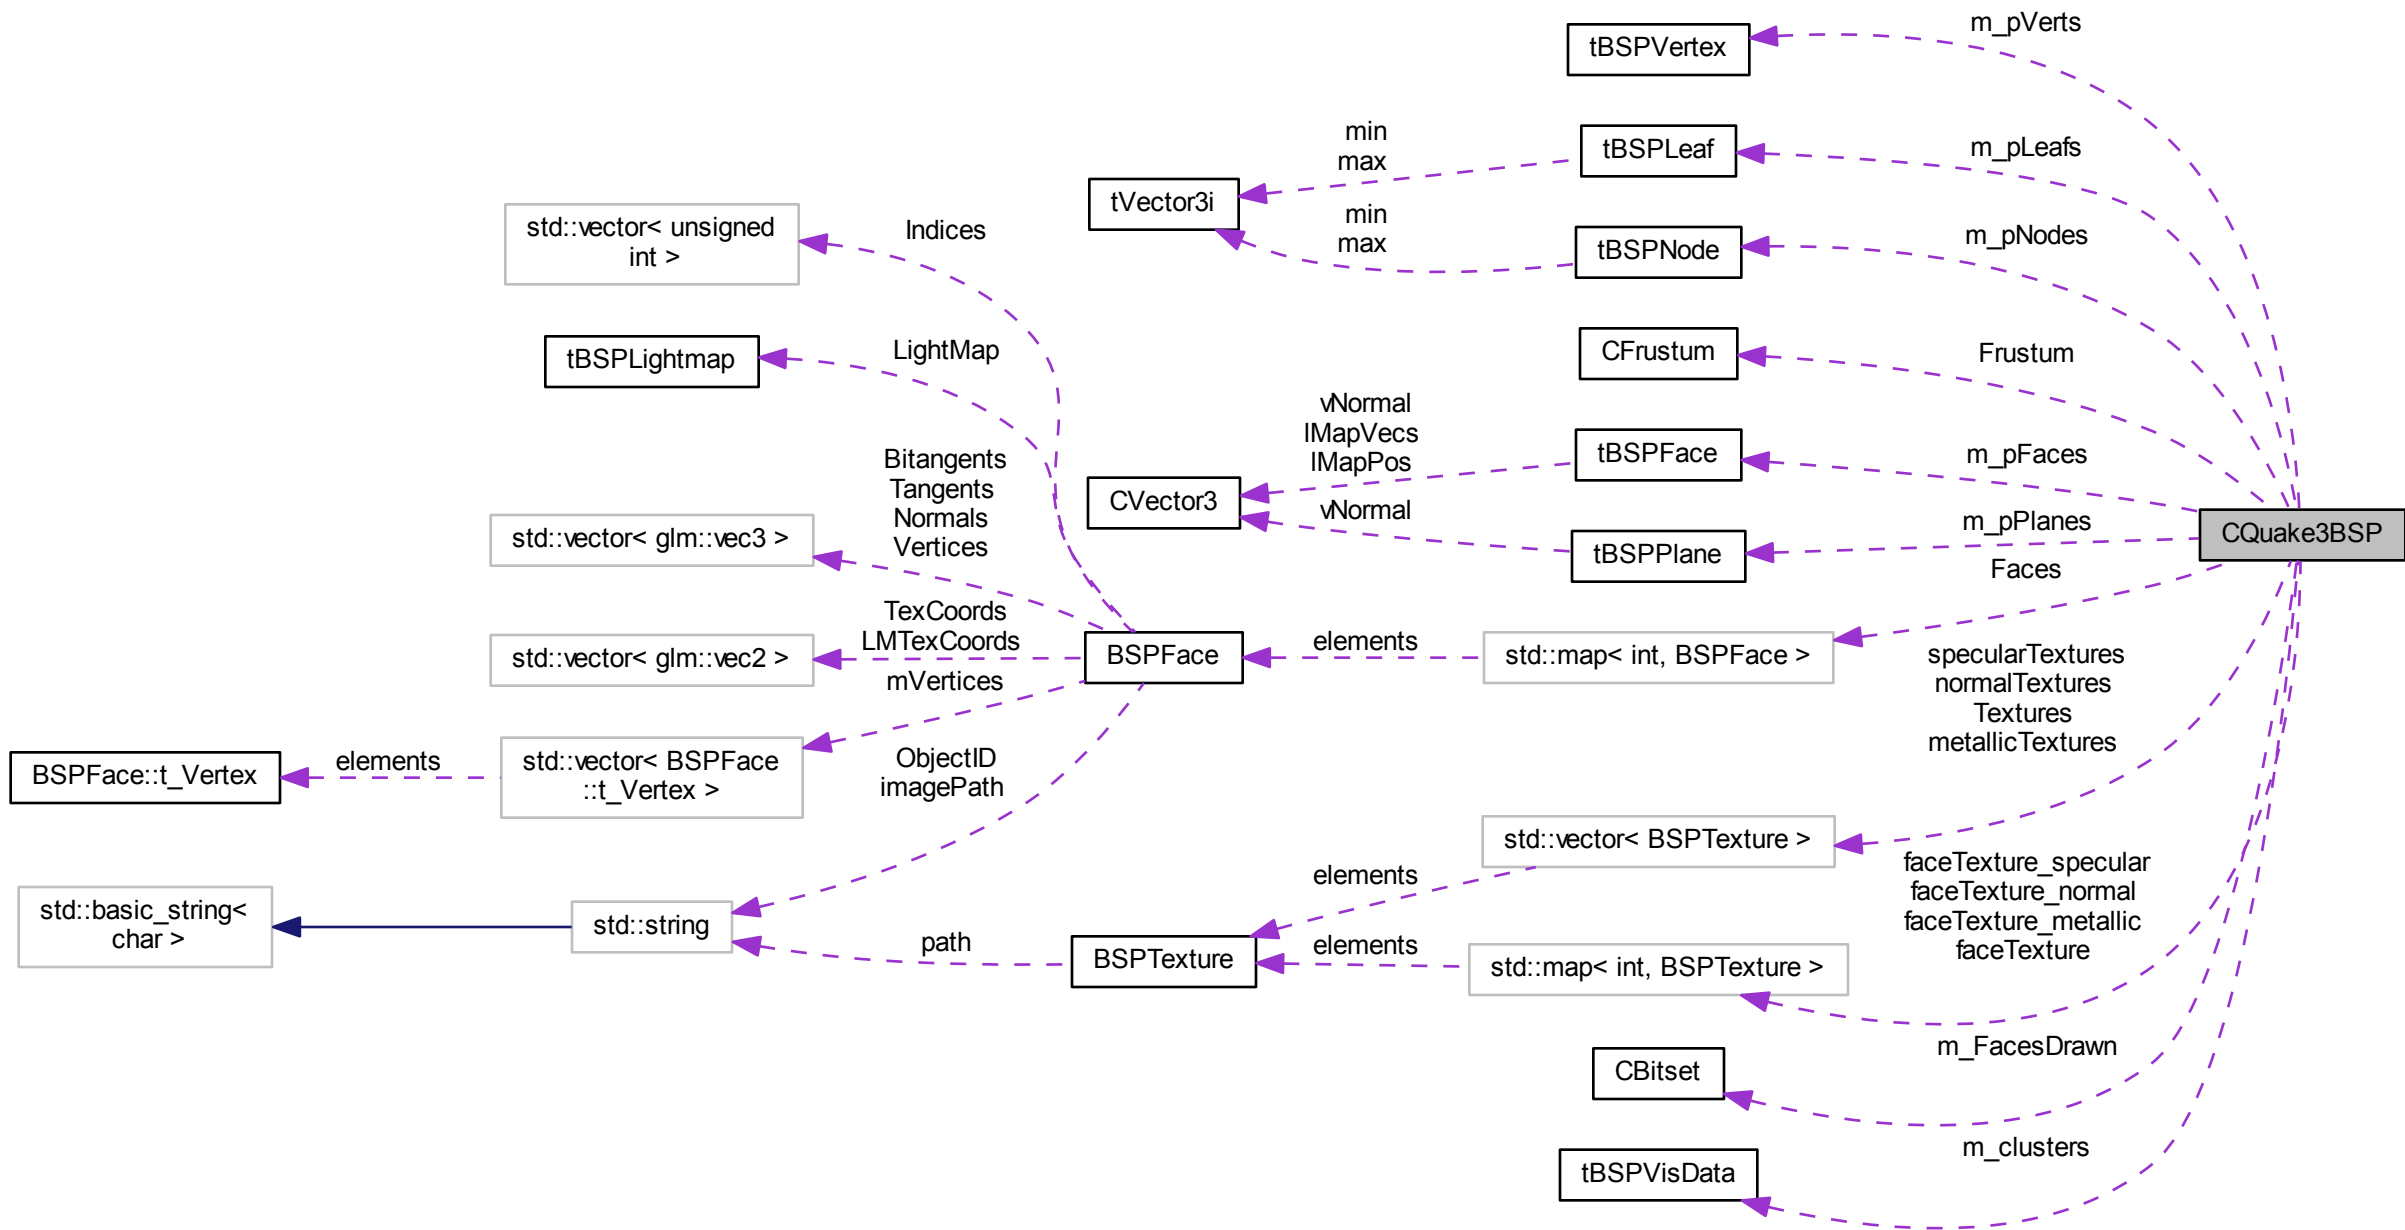 m_pVerts
tBSPVertex
min
max
tBSPLeaf
m_pLeafs
tVector3i
std::vector< unsigned
int >
Indices
min
max
tBSPNode
m_pNodes
tBSPLightmap
LightMap
CFrustum
Frustum
vNormal
lMapVecs
lMapPos
tBSPFace
m_pFaces
Bitangents
Tangents
Normals
Vertices
CVector3
vNormal
tBSPPlane
m_pPlanes
CQuake3BSP
std::vector< glm::vec3 >
Faces
std::vector< glm::vec2 >
TexCoords
LMTexCoords
BSPFace
elements
std::map< int, BSPFace >
specularTextures
normalTextures
Textures
metallicTextures
mVertices
BSPFace::t_Vertex
elements
std::vector< BSPFace
::t_Vertex >
ObjectID
imagePath
std::vector< BSPTexture >
elements
faceTexture_specular
faceTexture_normal
faceTexture_metallic
faceTexture
std::basic_string<
char >
std::string
path
BSPTexture
elements
std::map< int, BSPTexture >
m_FacesDrawn
CBitset
m_clusters
tBSPVisData